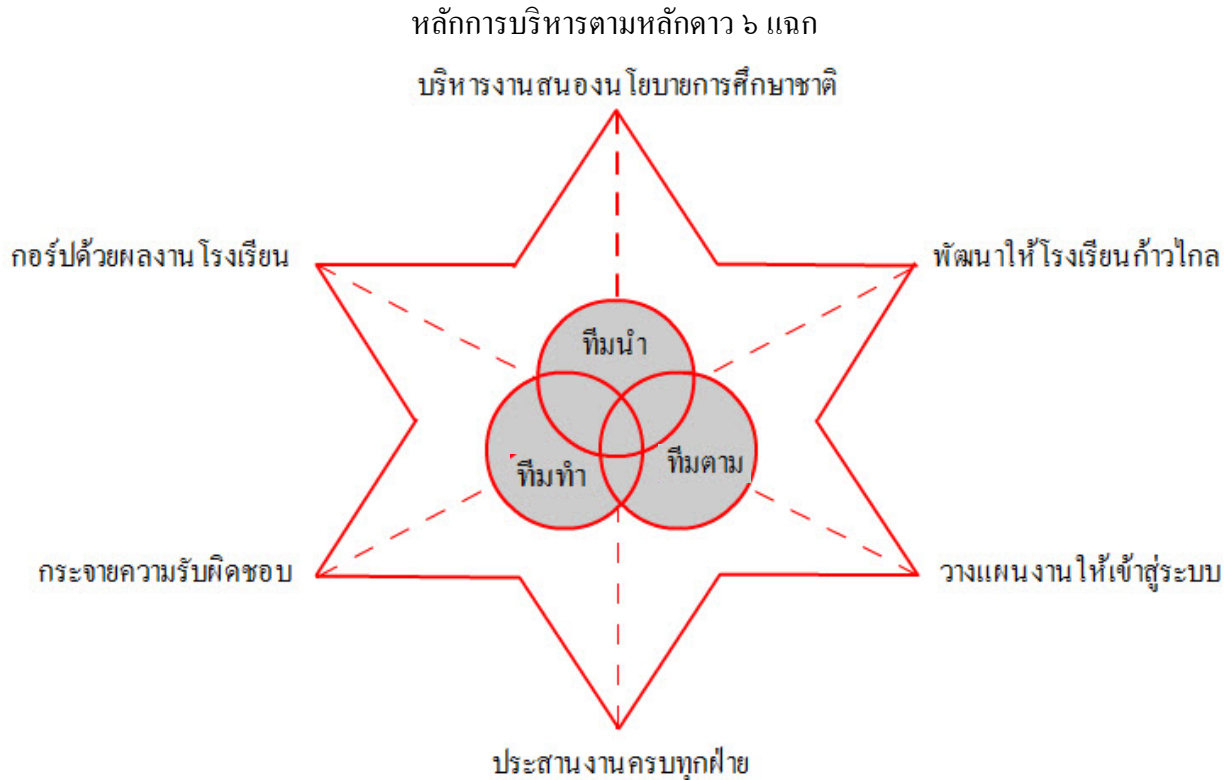 หลักการบริหารตามหลักดาว ๖ แฉก
บริหารงานสนองนโยบายการศึกษาชาติ
กอร์ปด้วยผลงานโรงเรียน
พัฒนาให้โรงเรียนก้าวไกล
ทีมนำ
ทีมทำ
ทีมตาม
กระจายความรับผิดชอบ
วางแผนงานให้เข้าสู่ระบบ
ประสานงานครบทุกฝ่าย